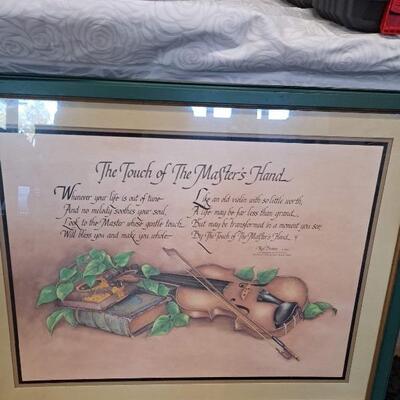 The Touch of The Master's Hand
Whenever your life is out of tune
And no melody soothes your soul,
Look to the Master whose gentle touch
Will bless you and make you whole.
Like an old violin with so little worth,
A life may be far less than grand
But may be transformed in a moment you see,
By The Touch of The Master's Hand